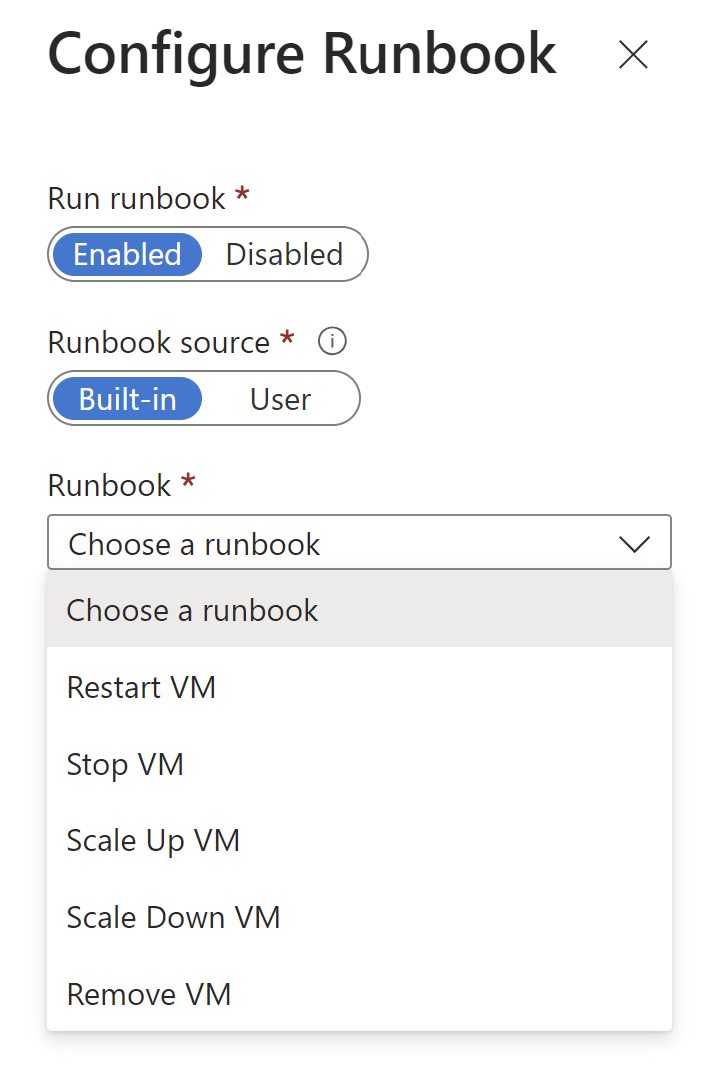 Configure Runbook
Run runbook *
Enabled Disabled
Runbook source *
Built-in User
Runbook *
Choose a runbook
Choose a runbook
Restart VM
Stop VM
Scale Up VM
Scale Down VM
Remove VM